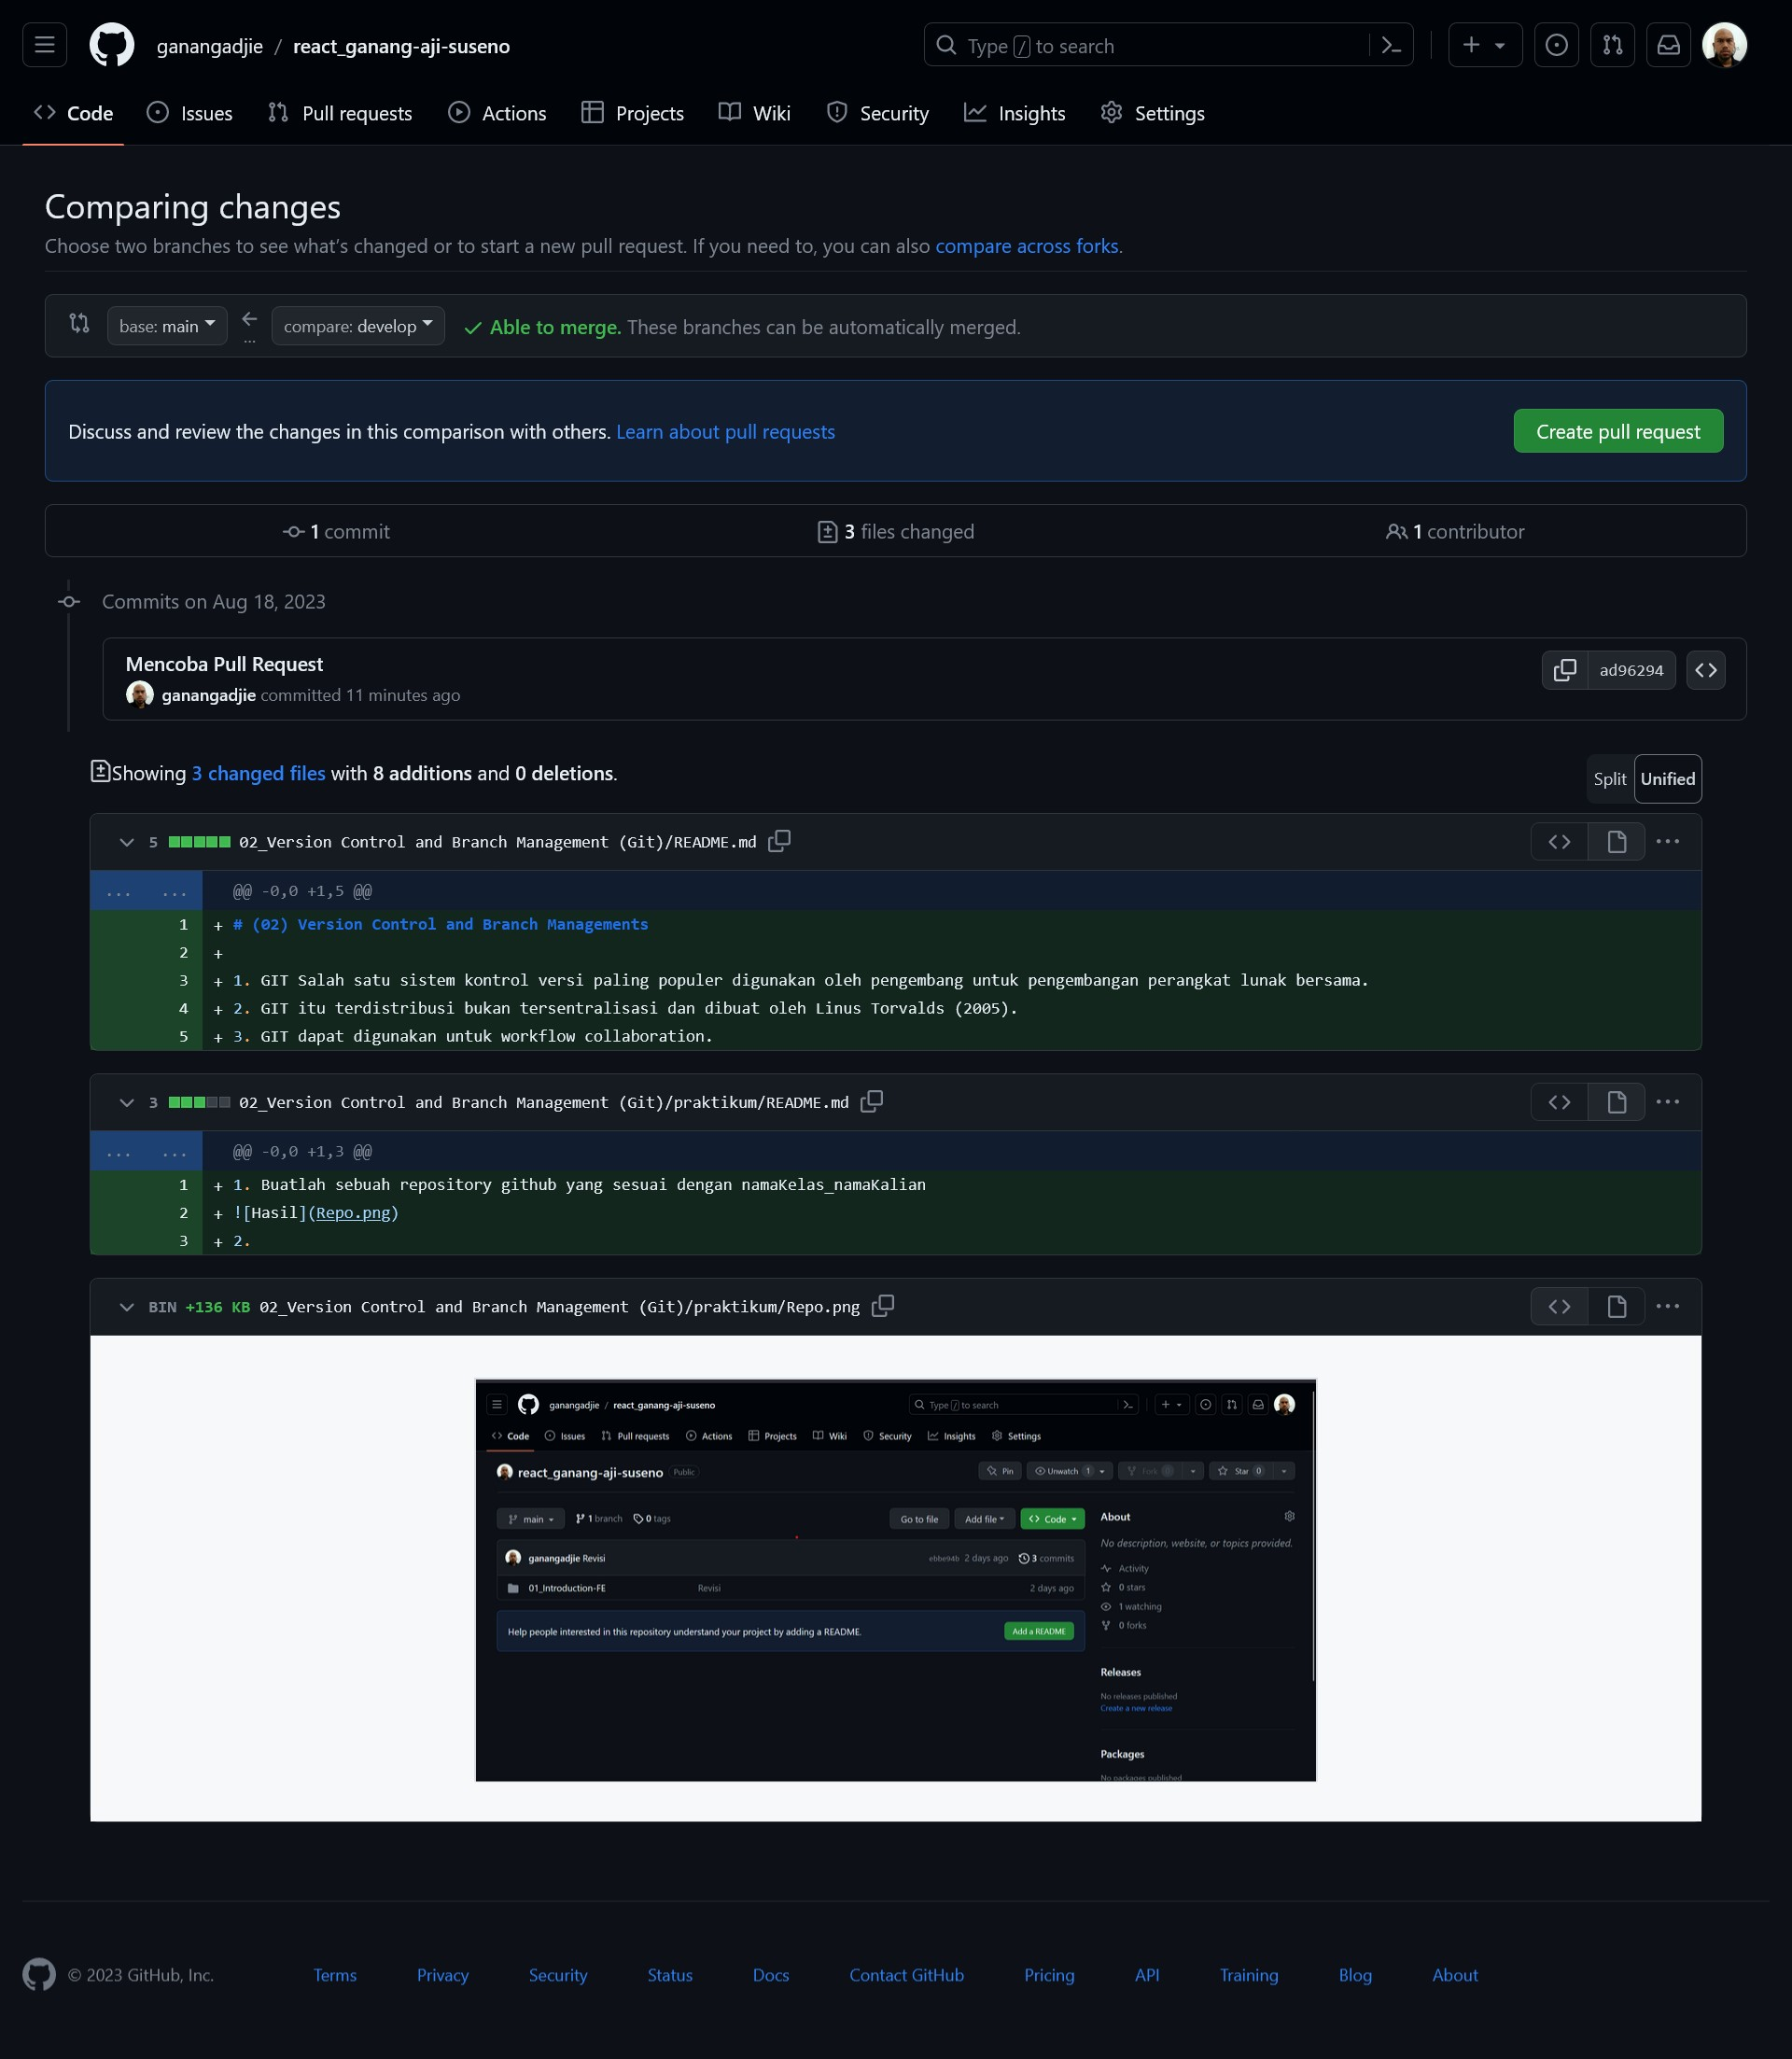 ganangadjie / react_ganang-aji-suseno
Type / to search
Code Issues Pull requests Actions Projects Wiki Security Insights Settings
Comparing changes
Choose two branches to see what's changed or to start a new pull request. If you need to, you can also compare across forks.
base: main compare: develop Able to merge. These branches can be automatically merged.
Discuss and review the changes in this comparison with others. Learn about pull requests
Create pull request
1 commit 3 files changed 1 contributor
Commits on Aug 18, 2023
Mencoba Pull Request
ganangadjie committed 11 minutes ago
ad96294
Showing 3 changed files with 8 additions and 0 deletions.
Split Unified
5 02_Version Control and Branch Management (Git)/README.md
... ... @@ -0,0 +1,5 @@
1 + # (02) Version Control and Branch Managements
2 +
3 + 1. GIT Salah satu sistem kontrol versi paling populer digunakan oleh pengembang untuk pengembangan perangkat lunak bersama.
4 + 2. GIT itu terdistribusi bukan tersentralisasi dan dibuat oleh Linus Torvalds (2005).
5 + 3. GIT dapat digunakan untuk workflow collaboration.
3 02_Version Control and Branch Management (Git)/praktikum/README.md
... ... @@ -0,0 +1,3 @@
1 + 1. Buatlah sebuah repository github yang sesuai dengan namaKelas_namaKalian
2 + ![Hasil](Repo.png)
3 + 2.
BIN +136 KB 02_Version Control and Branch Management (Git)/praktikum/Repo.png
ganangadjie / react_ganang-aji-suseno
Type / to search
Code Issues Pull requests Actions Projects Wiki Security Insights Settings
react_ganang-aji-suseno Public
Pin Unwatch 1 Fork 0 Star 0
main 1 branch 0 tags
Go to file Add file Code
About
No description, website, or topics provided.
ganangadjie Revisi ebbe94b 2 days ago 3 commits
01_Introduction-FE Revisi 2 days ago
Help people interested in this repository understand your project by adding a README.
Add a README
Activity
0 stars
1 watching
0 forks
Releases
No releases published
Create a new release
Packages
No packages published
© 2023 GitHub, Inc. Terms Privacy Security Status Docs Contact GitHub Pricing API Training Blog About